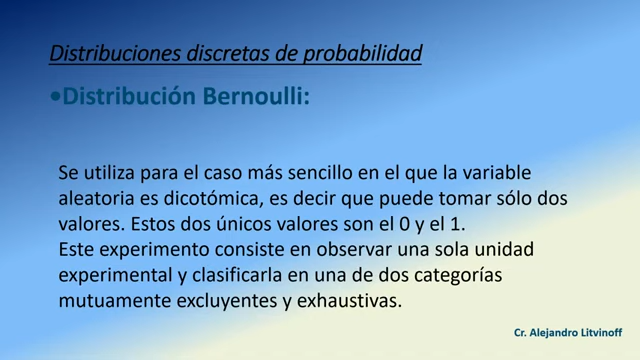 Distribuciones discretas de probabilidad
•Distribución Bernoulli:
Se utiliza para el caso más sencillo en el que la variable
aleatoria es dicotómica, es decir que puede tomar sólo dos
valores. Estos dos únicos valores son el 0 y el 1.
Este experimento consiste en observar una sola unidad
experimental y clasificarla en una de dos categorías
mutuamente excluyentes y exhaustivas.
Cr. Alejandro Litvinoff